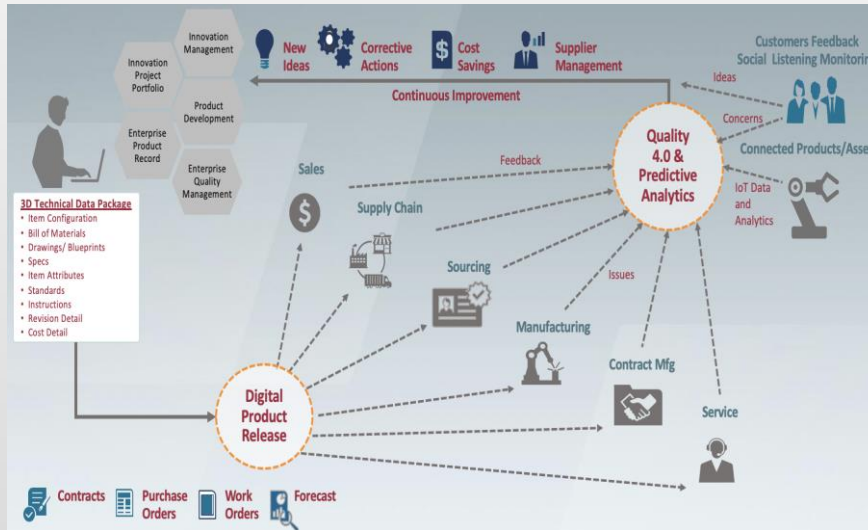 Innovation
Management
Innovation
Project
Portfolio
Product
Development
Enterprise
Product
Record
Enterprise
Quality
Management
New
Ideas
Corrective
Actions
Cost
Savings
Supplier
Management
Continuous Improvement
Customers Feedback
Social Listening Monitorin
Ideas
Concerns
Connected Products/Asse
IoT Data
and
Analytics
Quality
4.0 &
Predictive
Analytics
3D Technical Data Package
• Item Configuration
• Bill of Materials
• Drawings/ Blueprints
• Specs
• Item Attributes
• Standards
• Instructions
• Revision Detail
• Cost Detail
Sales
$
Feedback
Supply Chain
Sourcing
Issues
Manufacturing
Contract Mfg
Service
Digital
Product
Release
Contracts
Purchase
Orders
Work
Orders
Forecast